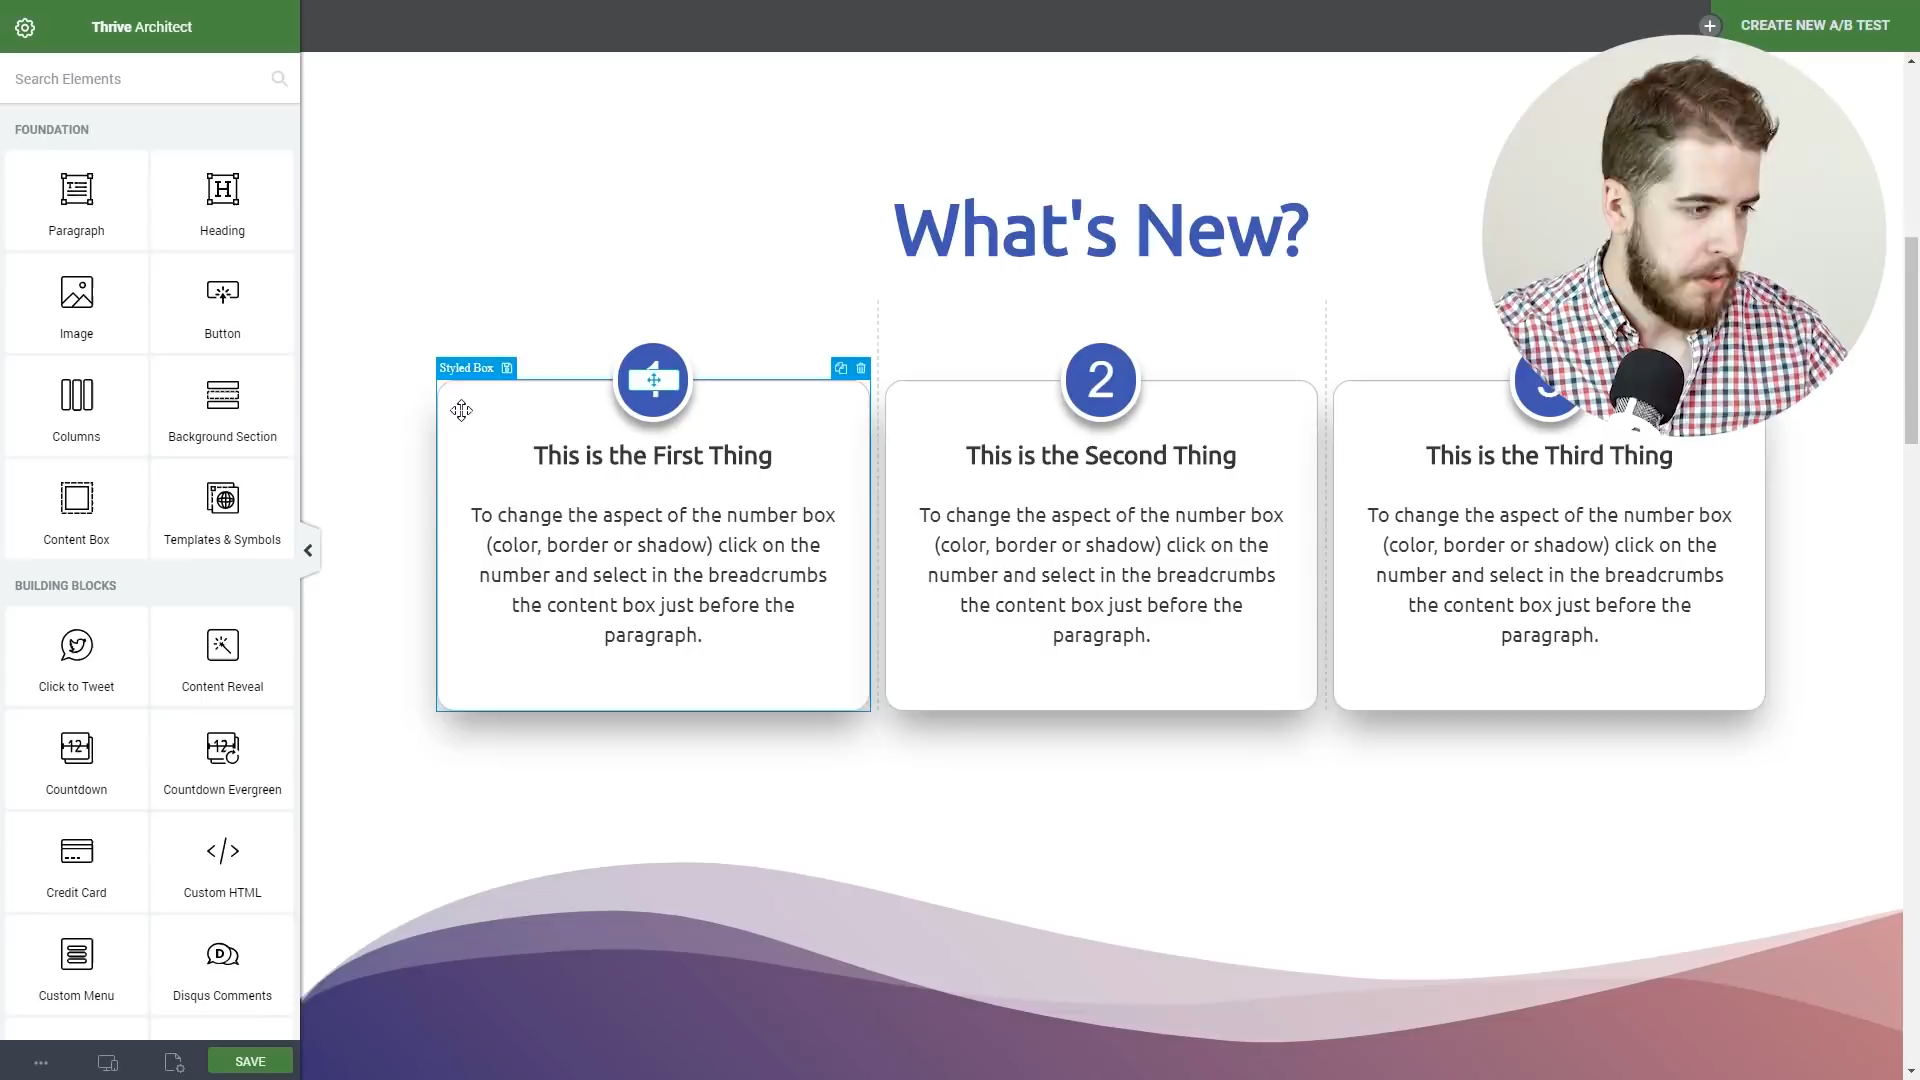 Thrive Architect
CREATE NEW A/B TEST
Search Elements
FOUNDATION
Paragraph
Heading
Image
Button
Columns
Background Section
Content Box
Templates & Symbols
BUILDING BLOCKS
Click to Tweet
Content Reveal
Countdown
Countdown Evergreen
Credit Card
Custom HTML
Custom Menu
Disqus Comments
SAVE
What's New?
Styled Box
1
This is the First Thing
To change the aspect of the number box
(color, border or shadow) click on the
number and select in the breadcrumbs
the content box just before the
paragraph.
2
This is the Second Thing
To change the aspect of the number box
(color, border or shadow) click on the
number and select in the breadcrumbs
the content box just before the
paragraph.
3
This is the Third Thing
To change the aspect of the number box
(color, border or shadow) click on the
number and select in the breadcrumbs
the content box just before the
paragraph.